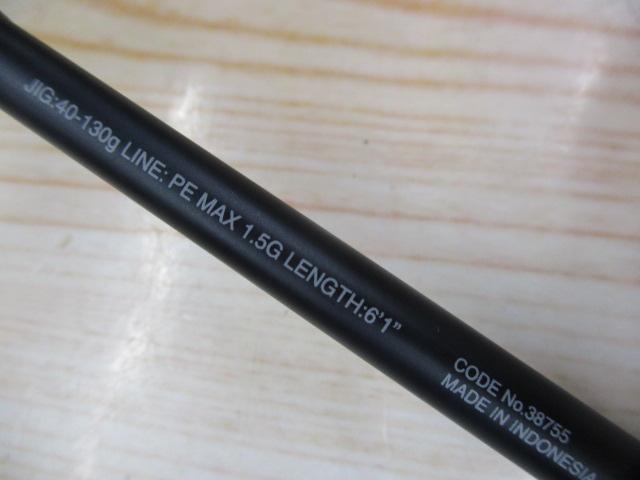 JIG:40-130g LINE: PE MAX 1.5G LENGTH:6'1"
CODE No.38755
MADE IN INDONESIA